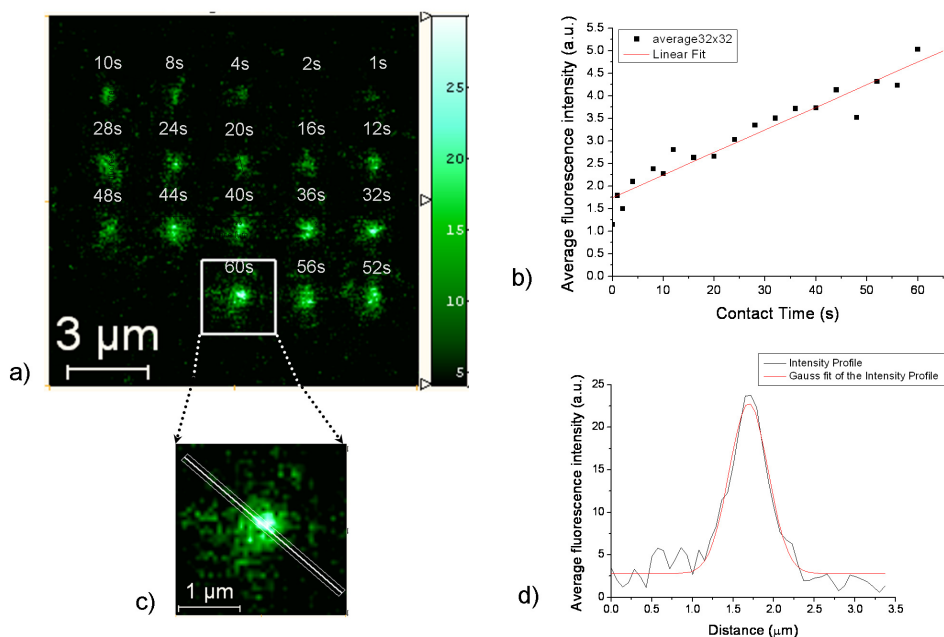 10s 8s 4s 2s 1s
28s 24s 20s 16s 12s
48s 44s 40s 36s 32s
60s 56s 52s
3 µm
25
20
15
10
5
a)
Average fluorescence intensity (a.u.)
5.5
5.0
4.5
4.0
3.5
3.0
2.5
2.0
1.5
1.0
0.5
0.0
average32x32
Linear Fit
0 10 20 30 40 50 60
Contact Time (s)
b)
1 µm
c)
Intensity Profile
Gauss fit of the Intensity Profile
Average fluorescence intensity (a.u.)
25
20
15
10
5
0
0.0 0.5 1.0 1.5 2.0 2.5 3.0 3.5
Distance (µm)
d)